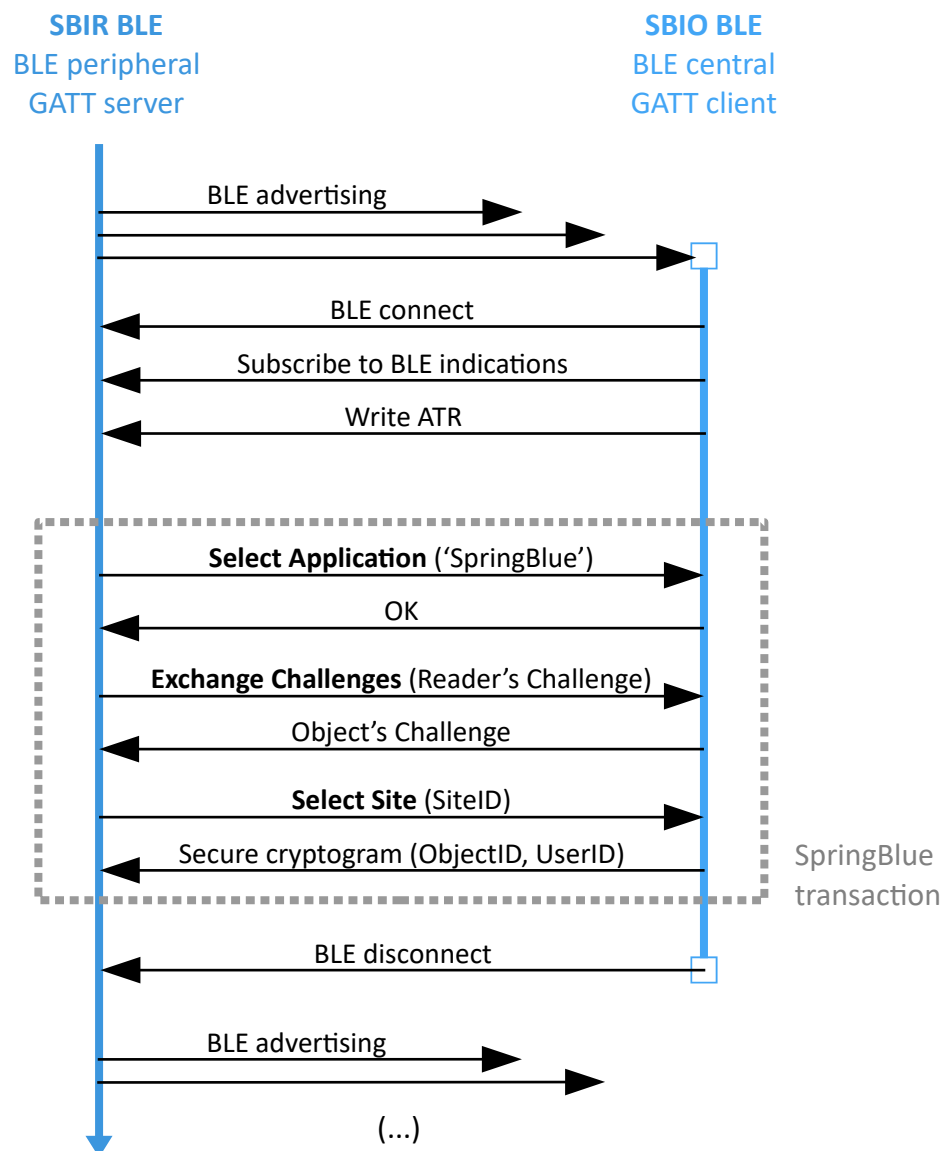 SBIR BLE
BLE peripheral
GATT server
SBIO BLE
BLE central
GATT client
BLE advertising
BLE connect
Subscribe to BLE indications
Write ATR
Select Application (‘SpringBlue’)
OK
Exchange Challenges (Reader’s Challenge)
Object’s Challenge
Select Site (SiteID)
Secure cryptogram (ObjectID, UserID)
SpringBlue
transaction
BLE disconnect
BLE advertising
(...)